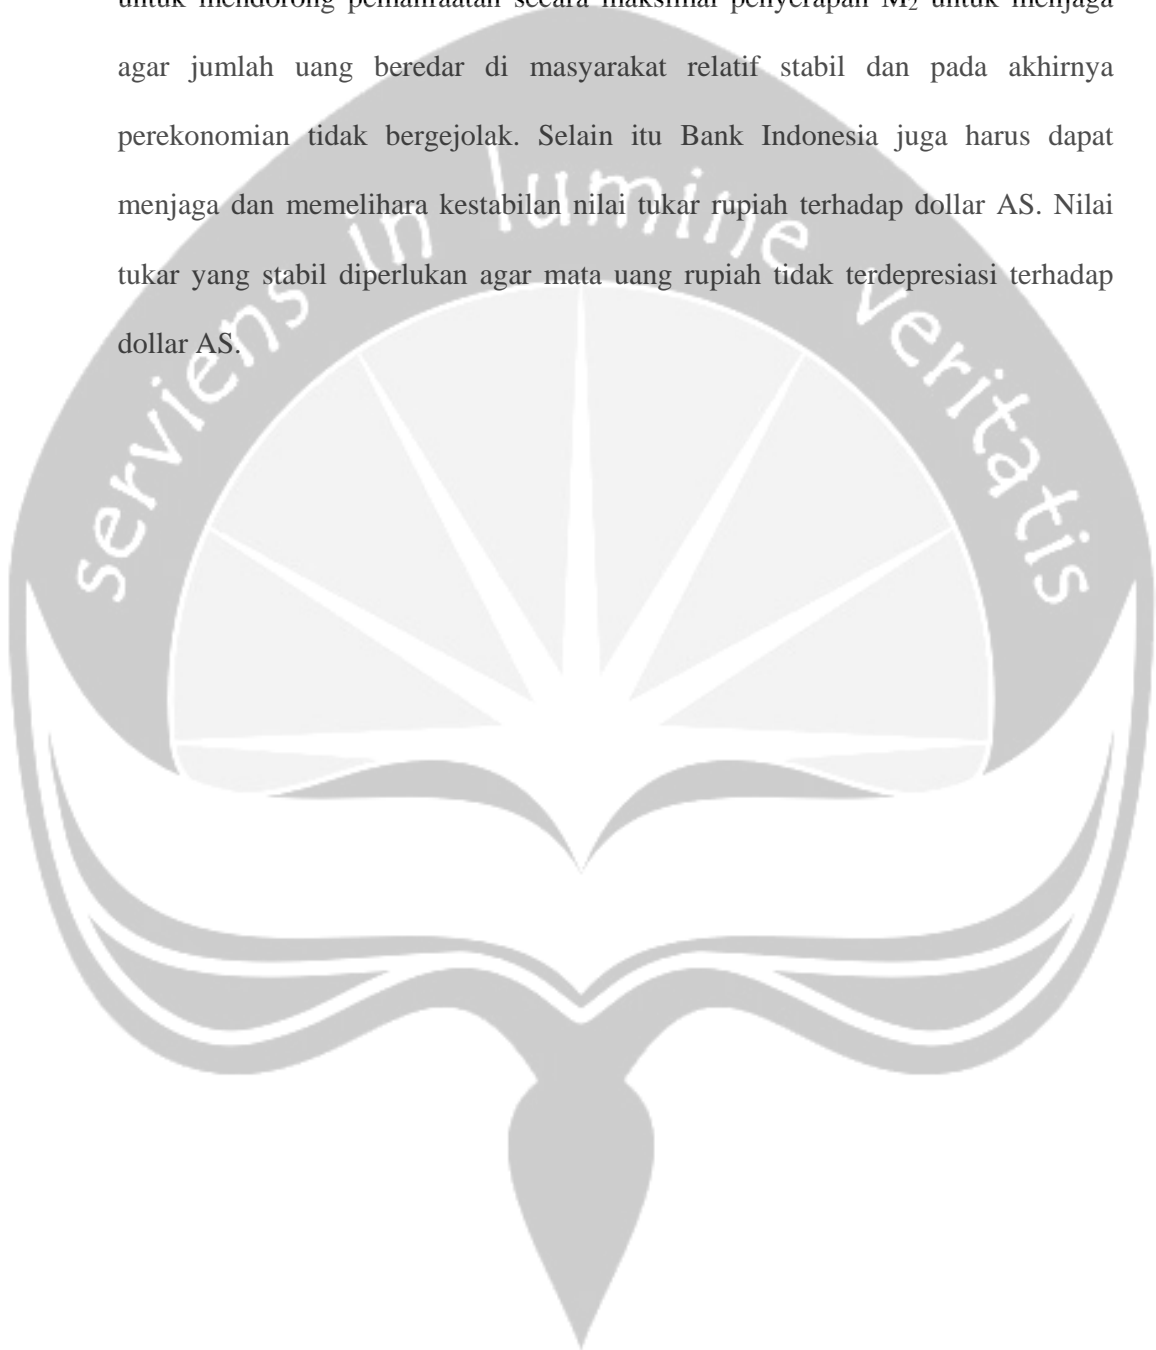 untuk mendorong pemanfaatan secara maksimal penyerapan M₂ untuk menjaga
agar jumlah uang beredar di masyarakat relatif stabil dan pada akhirnya
perekonomian tidak bergejolak. Selain itu Bank Indonesia juga harus dapat
menjaga dan memelihara kestabilan nilai tukar rupiah terhadap dollar AS. Nilai
tukar yang stabil diperlukan agar mata uang rupiah tidak terdepresiasi terhadap
dollar AS.
serviens in lumine veritatis